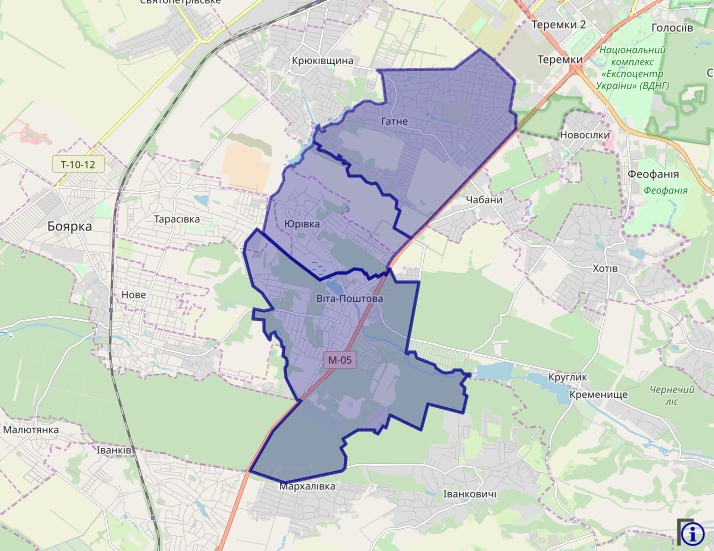 Святопетрівське
Теремки 2
Голосіїв
Крюківщина
Теремки
Національний
комплекс
«Експоцентр
України» (ВДНГ)
Гатне
Новосілки
Т-10-12
Феофанія
Феофанія
Тарасівка
Юрівка
Чабани
Боярка
Хотів
Нове
Віта-Поштова
М-05
Круглик
Кременище
Чернечий
ліс
Малютянка
Іванків
Мархалівка
Іванковичі